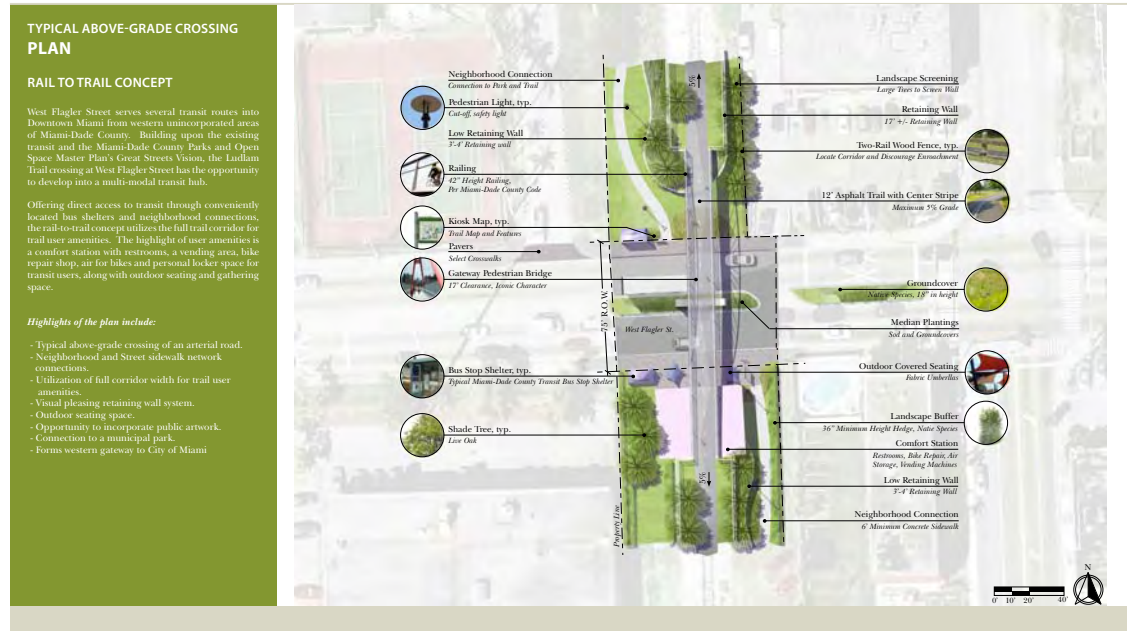 TYPICAL ABOVE-GRADE CROSSING
PLAN
RAIL TO TRAIL CONCEPT
West Flagler Street serves several transit routes into
Downtown Miami from western unincorporated areas
of Miami-Dade County. Building upon the existing
transit and the Miami-Dade County Parks and Open
Space Master Plan's Great Streets Vision, the Ludlam
Trail crossing at West Flagler Street has the opportunity
to develop into a multi-modal transit hub.
Offering direct access to transit through conveniently
located bus shelters and neighborhood connections,
the rail-to-trail concept utilizes the full trail corridor for
trail user amenities. The highlight of user amenities is
a comfort station with restrooms, a vending area, bike
repair shop, air for bikes and personal locker space for
transit users, along with outdoor seating and gathering
space.
Highlights of the plan include:
- Typical above-grade crossing of an arterial road.
- Neighborhood and Street sidewalk network
connections.
- Utilization of full corridor width for trail user
amenities.
- Visual pleasing retaining wall system.
- Outdoor seating space.
- Opportunity to incorporate public artwork.
- Connection to a municipal park.
- Forms western gateway to City of Miami
Neighborhood Connection
Connection to Park and Trail
Pedestrian Light, typ.
Cut-off, safety light
Low Retaining Wall
3'-4' Retaining wall
Railing
42" Height Railing,
Per Miami-Dade County Code
Kiosk Map, typ.
Trail Map and Features
Pavers
Select Crosswalks
Gateway Pedestrian Bridge
17' Clearance, Iconic Character
Bus Stop Shelter, typ.
Typical Miami-Dade County Transit Bus Stop Shelter
Shade Tree, typ.
Live Oak
5%
75' R.O.W.
West Flagler St.
5%
Property Line
Landscape Screening
Large Trees to Screen Wall
Retaining Wall
17' +/- Retaining Wall
Two-Rail Wood Fence, typ.
Locate Corridor and Discourage Enroachment
12' Asphalt Trail with Center Stripe
Maximum 5% Grade
Groundcover
Native Species, 18" in height
Median Plantings
Sod and Groundcovers
Outdoor Covered Seating
Fabric Umberllas
Landscape Buffer
36" Minimum Height Hedge, Natie Species
Comfort Station
Restrooms, Bike Repair, Air
Storage, Vending Machines
Low Retaining Wall
3'-4' Retaining Wall
Neighborhood Connection
6' Minimum Concrete Sidewalk
N
0' 10' 20' 40'